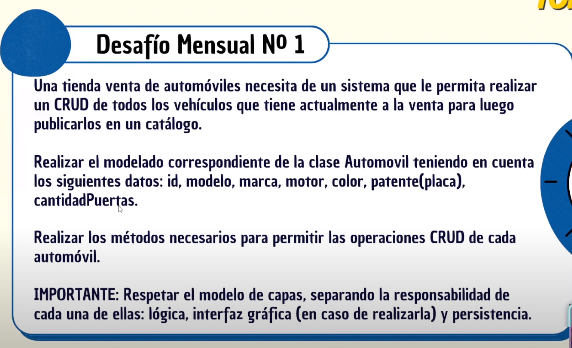 Desafío Mensual Nº 1
Una tienda venta de automóviles necesita de un sistema que le permita realizar
un CRUD de todos los vehículos que tiene actualmente a la venta para luego
publicarlos en un catálogo.
Realizar el modelado correspondiente de la clase Automovil teniendo en cuenta
los siguientes datos: id, modelo, marca, motor, color, patente(placa),
cantidadPuertas.
Realizar los métodos necesarios para permitir las operaciones CRUD de cada
automóvil.
IMPORTANTE: Respetar el modelo de capas, separando la responsabilidad de
cada una de ellas: lógica, interfaz gráfica (en caso de realizarla) y persistencia.